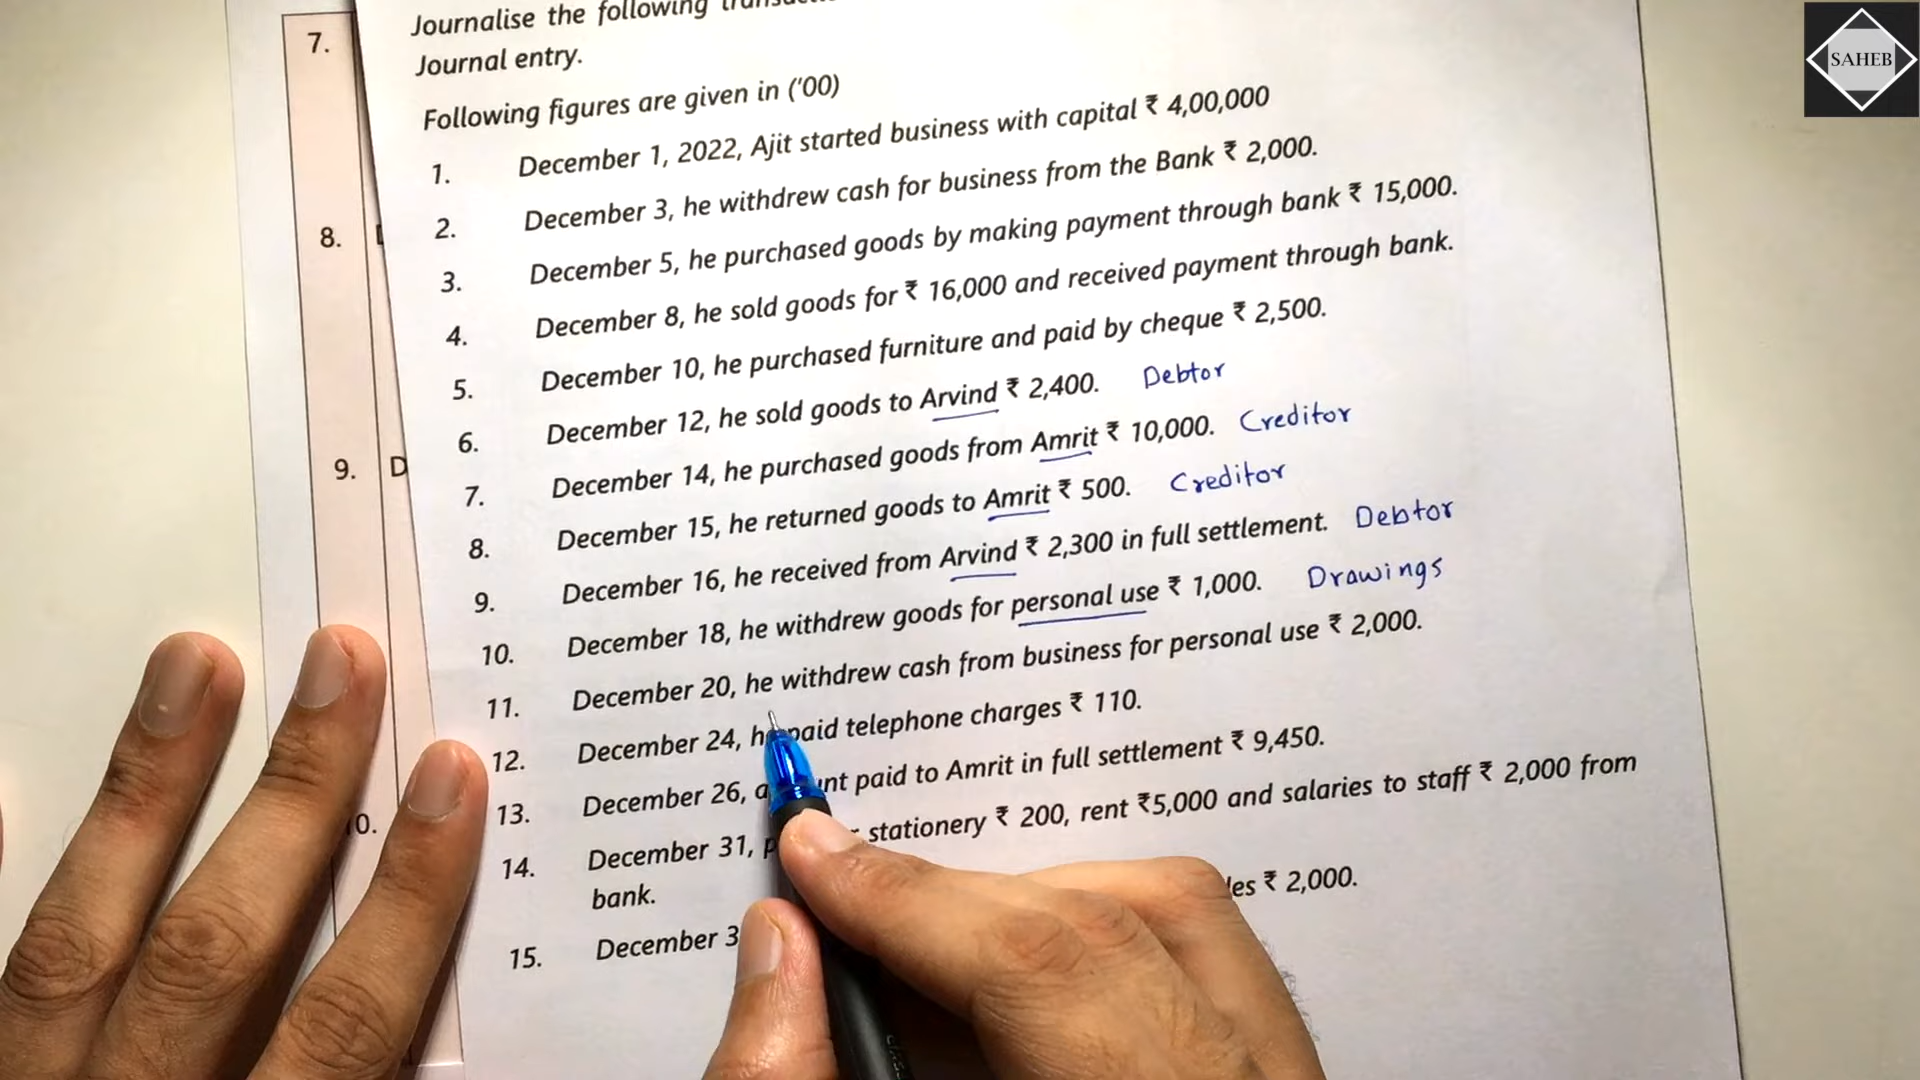 SAHEB
7.
8.
9. D
10.
Journalise the following
Journal entry.
Following figures are given in ('00)
1. December 1, 2022, Ajit started business with capital ₹ 4,00,000
2. December 3, he withdrew cash for business from the Bank ₹ 2,000.
3. December 5, he purchased goods by making payment through bank ₹ 15,000.
4. December 8, he sold goods for ₹ 16,000 and received payment through bank.
5. December 10, he purchased furniture and paid by cheque ₹ 2,500.
6. December 12, he sold goods to Arvind ₹ 2,400. Debtor
7. December 14, he purchased goods from Amrit ₹ 10,000. Creditor
8. December 15, he returned goods to Amrit ₹ 500. Creditor
9. December 16, he received from Arvind ₹ 2,300 in full settlement. Debtor
10. December 18, he withdrew goods for personal use ₹ 1,000. Drawings
11. December 20, he withdrew cash from business for personal use ₹ 2,000.
12. December 24, paid telephone charges ₹ 110.
13. December 26, paid to Amrit in full settlement ₹ 9,450.
14. December 31, stationery ₹ 200, rent ₹5,000 and salaries to staff ₹ 2,000 from
bank.
15. December ₹ 2,000.